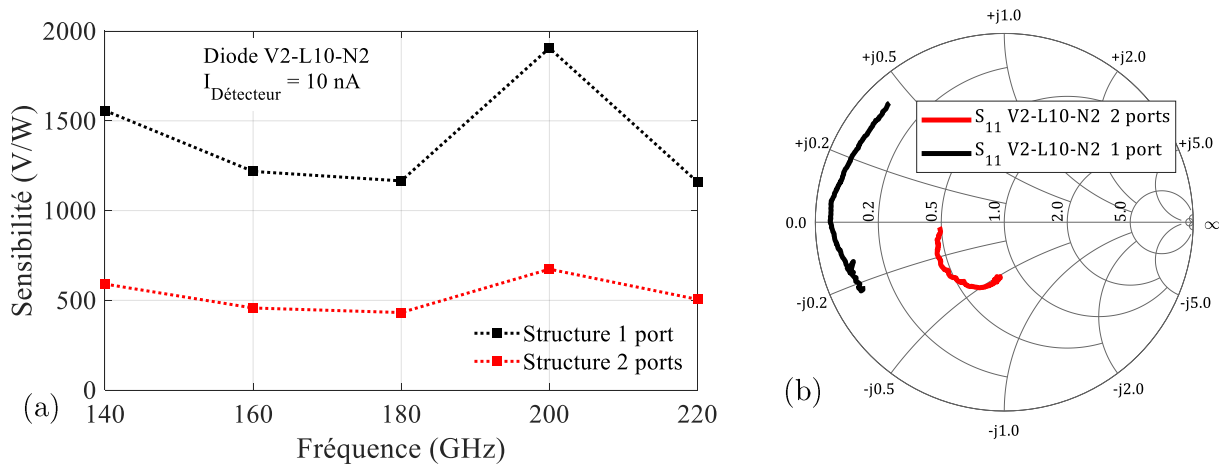 Diode V2-L10-N2
I_Détecteur = 10 nA
Sensibilité (V/W)
2000
1500
1000
500
0
Structure 1 port
Structure 2 ports
140
160
180
200
220
Fréquence (GHz)
(a)
+j1.0
+j0.5
+j2.0
S_11 V2-L10-N2 2 ports
S_11 V2-L10-N2 1 port
+j0.2
+j5.0
0.0
0.2
0.5
1.0
2.0
5.0
∞
-j0.2
-j5.0
-j0.5
-j2.0
-j1.0
(b)